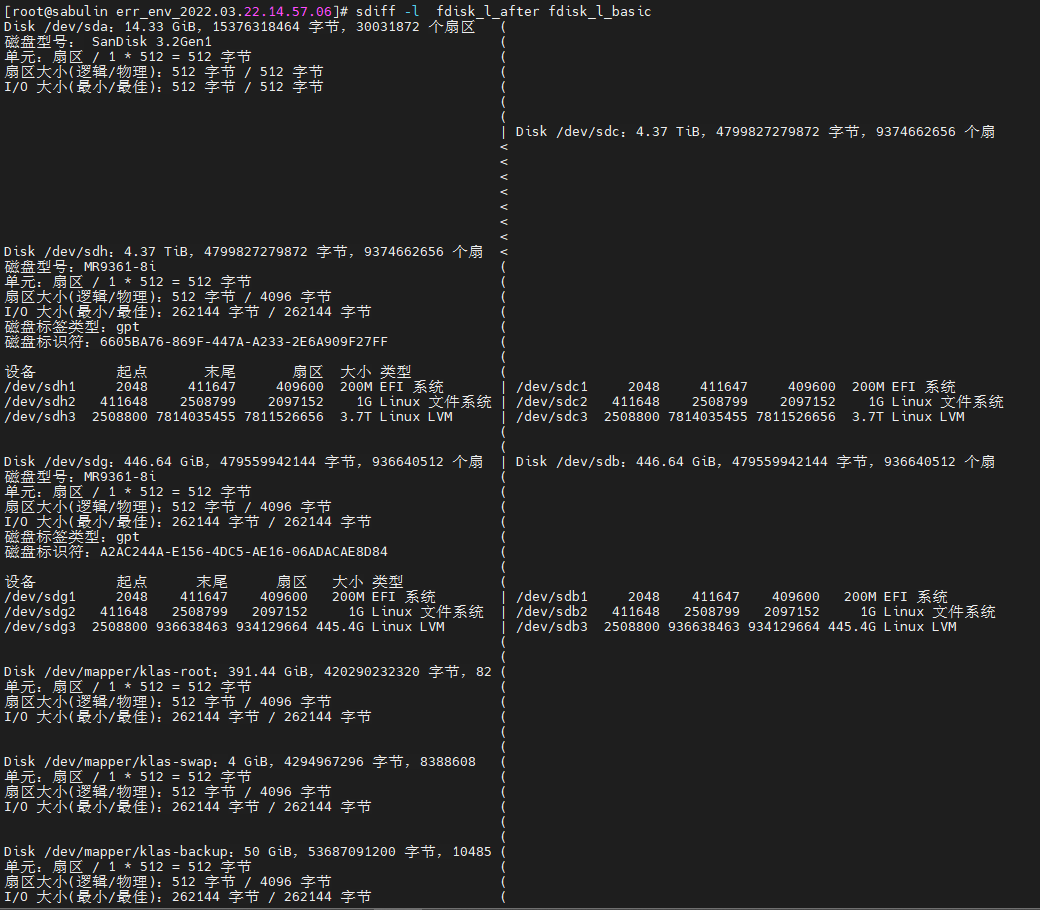 [root@sabulin err_env_2022.03.22.14.57.06]# sdiff -l  fdisk_l_after fdisk_l_basic
Disk /dev/sda：14.33 GiB，15376318464 字节，30031872 个扇区 (
磁盘型号： SanDisk 3.2Gen1 (
单元：扇区 / 1 * 512 = 512 字节 (
扇区大小(逻辑/物理)：512 字节 / 512 字节 (
I/O 大小(最小/最佳)：512 字节 / 512 字节 (
(
(
| Disk /dev/sdc：4.37 TiB，4799827279872 字节，9374662656 个扇
<
<
<
<
<
<
<
Disk /dev/sdh：4.37 TiB，4799827279872 字节，9374662656 个扇 <
磁盘型号：MR9361-8i (
单元：扇区 / 1 * 512 = 512 字节 (
扇区大小(逻辑/物理)：512 字节 / 4096 字节 (
I/O 大小(最小/最佳)：262144 字节 / 262144 字节 (
磁盘标签类型：gpt (
磁盘标识符：6605BA76-869F-447A-A233-2E6A909F27FF (
(
设备 起点 末尾 扇区 大小 类型 (
/dev/sdh1 2048 411647 409600 200M EFI 系统 | /dev/sdc1 2048 411647 409600 200M EFI 系统
/dev/sdh2 411648 2508799 2097152 1G Linux 文件系统 | /dev/sdc2 411648 2508799 2097152 1G Linux 文件系统
/dev/sdh3 2508800 7814035455 7811526656 3.7T Linux LVM | /dev/sdc3 2508800 7814035455 7811526656 3.7T Linux LVM
(
(
Disk /dev/sdg：446.64 GiB，479559942144 字节，936640512 个扇 | Disk /dev/sdb：446.64 GiB，479559942144 字节，936640512 个扇
磁盘型号：MR9361-8i (
单元：扇区 / 1 * 512 = 512 字节 (
扇区大小(逻辑/物理)：512 字节 / 4096 字节 (
I/O 大小(最小/最佳)：262144 字节 / 262144 字节 (
磁盘标签类型：gpt (
磁盘标识符：A2AC244A-E156-4DC5-AE16-06ADACAE8D84 (
(
设备 起点 末尾 扇区 大小 类型 (
/dev/sdg1 2048 411647 409600 200M EFI 系统 | /dev/sdb1 2048 411647 409600 200M EFI 系统
/dev/sdg2 411648 2508799 2097152 1G Linux 文件系统 | /dev/sdb2 411648 2508799 2097152 1G Linux 文件系统
/dev/sdg3 2508800 936638463 934129664 445.4G Linux LVM | /dev/sdb3 2508800 936638463 934129664 445.4G Linux LVM
(
(
Disk /dev/mapper/klas-root：391.44 GiB，420290232320 字节，82 (
单元：扇区 / 1 * 512 = 512 字节 (
扇区大小(逻辑/物理)：512 字节 / 4096 字节 (
I/O 大小(最小/最佳)：262144 字节 / 262144 字节 (
(
(
Disk /dev/mapper/klas-swap：4 GiB，4294967296 字节，8388608 (
单元：扇区 / 1 * 512 = 512 字节 (
扇区大小(逻辑/物理)：512 字节 / 4096 字节 (
I/O 大小(最小/最佳)：262144 字节 / 262144 字节 (
(
(
Disk /dev/mapper/klas-backup：50 GiB，53687091200 字节，10485 (
单元：扇区 / 1 * 512 = 512 字节 (
扇区大小(逻辑/物理)：512 字节 / 4096 字节 (
I/O 大小(最小/最佳)：262144 字节 / 262144 字节 (